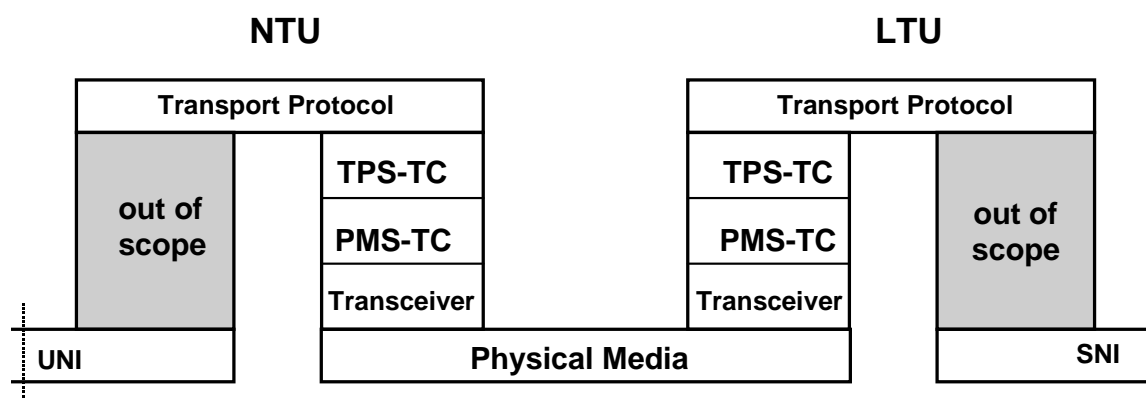 NTU
LTU
Transport Protocol
Transport Protocol
out of
scope
TPS-TC
PMS-TC
Transceiver
TPS-TC
PMS-TC
Transceiver
out of
scope
UNI
Physical Media
SNI